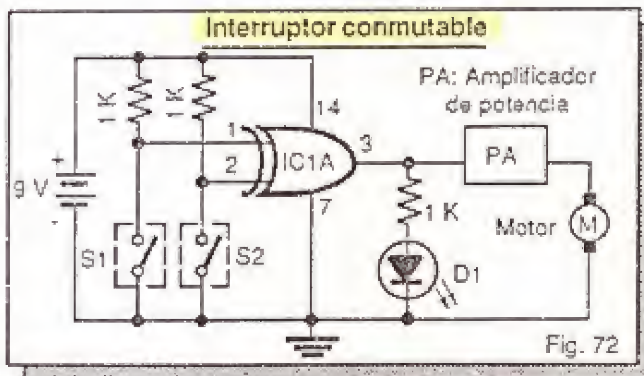 Interruptor conmutable
PA: Amplificador
de potencia
1 K
1 K
14
1
2
3
IC1A
PA
7
9 V
+
-
S1
S2
1 K
Motor
M
D1
Fig. 72